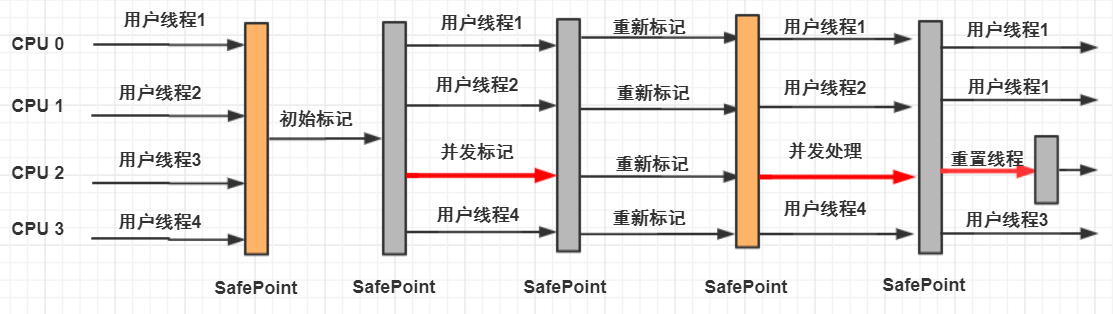 CPU 0
用户线程1
用户线程1
重新标记
用户线程1
用户线程1
CPU 1
用户线程2
初始标记
用户线程2
重新标记
用户线程2
用户线程1
CPU 2
用户线程3
并发标记
重新标记
并发处理
重置线程
CPU 3
用户线程4
用户线程4
重新标记
用户线程4
用户线程3
SafePoint
SafePoint
SafePoint
SafePoint
SafePoint